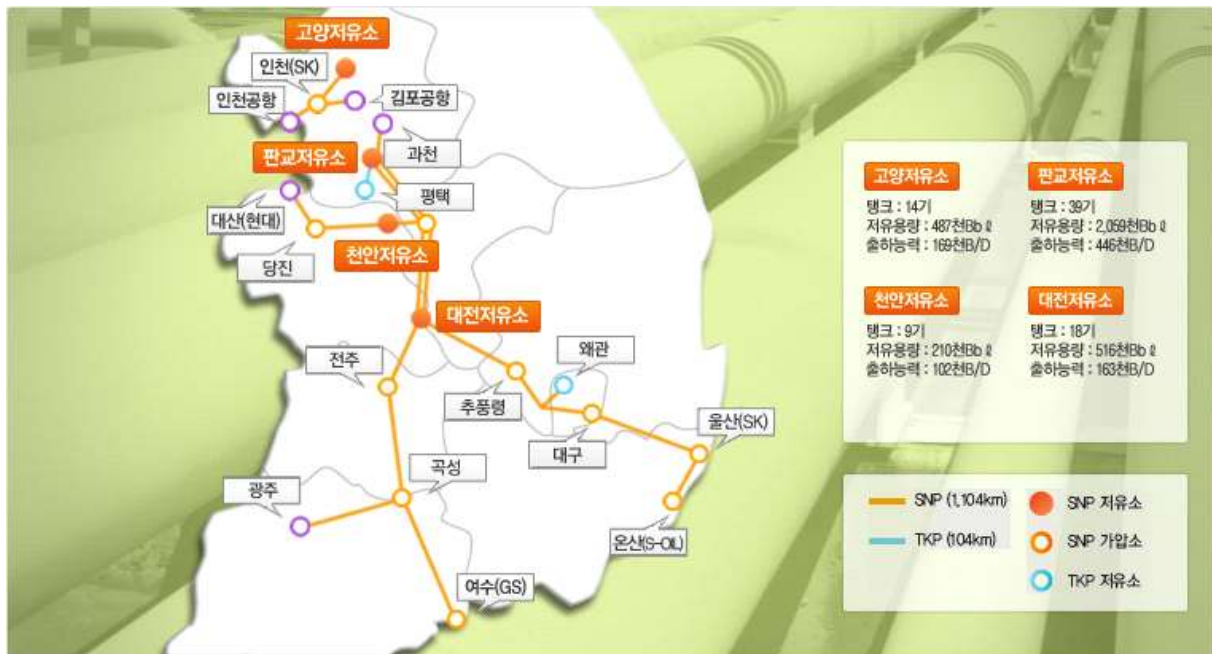 고양저유소
인천(SK)
인천공항
김포공항
과천
판교저유소
평택
대산(현대)
당진
천안저유소
대전저유소
전주
왜관
추풍령
대구
울산(SK)
곡성
광주
온산(S-OIL)
여수(GS)
고양저유소
탱크 : 14기
저유용량 : 487천Bbℓ
출하능력 : 169천B/D
판교저유소
탱크 : 39기
저유용량 : 2,059천Bbℓ
출하능력 : 446천B/D
천안저유소
탱크 : 9기
저유용량 : 210천Bbℓ
출하능력 : 102천B/D
대전저유소
탱크 : 18기
저유용량 : 516천Bbℓ
출하능력 : 163천B/D
SNP (1,104km)
TKP (104km)
SNP 저유소
SNP 가압소
TKP 저유소